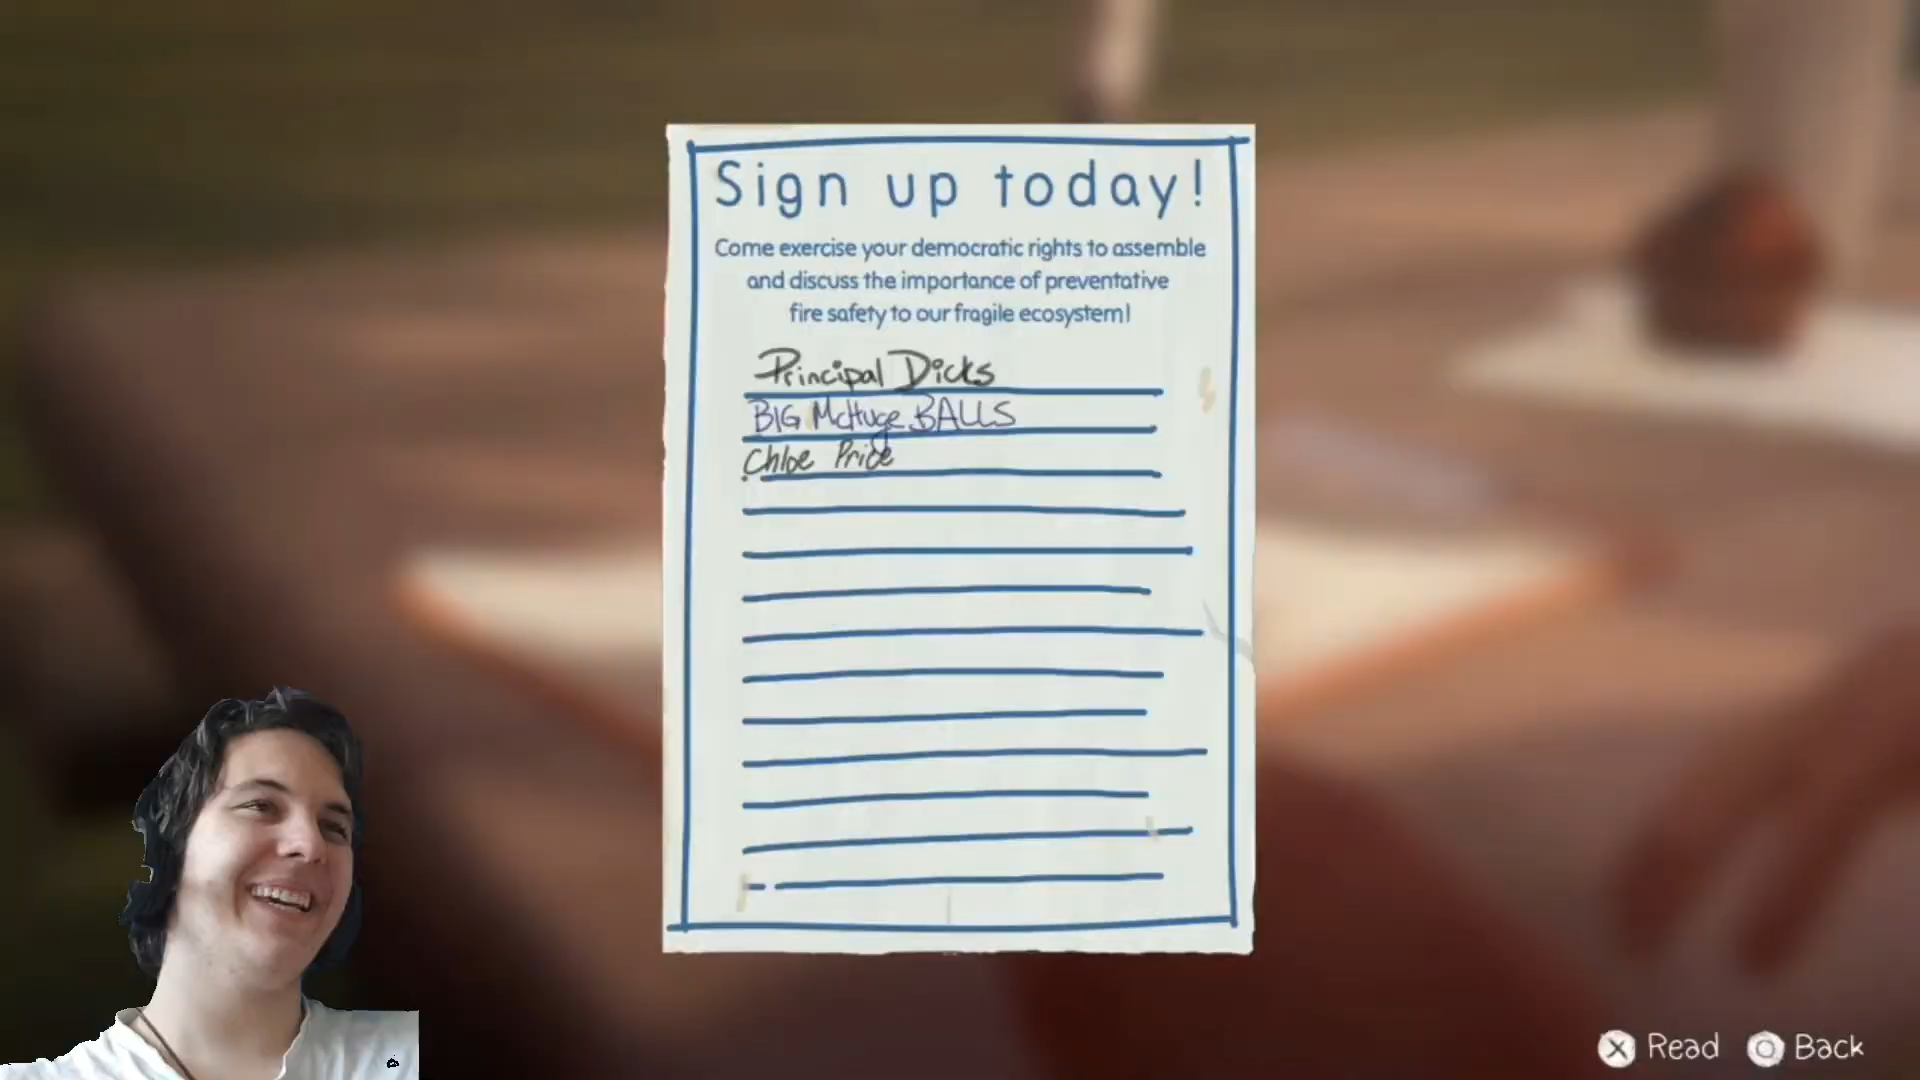 Sign up today!
Come exercise your democratic rights to assemble
and discuss the importance of preventative
fire safety to our fragile ecosystem!
Principal Dicks
BIG McHuge BALLS
Chloe Price
Read Back